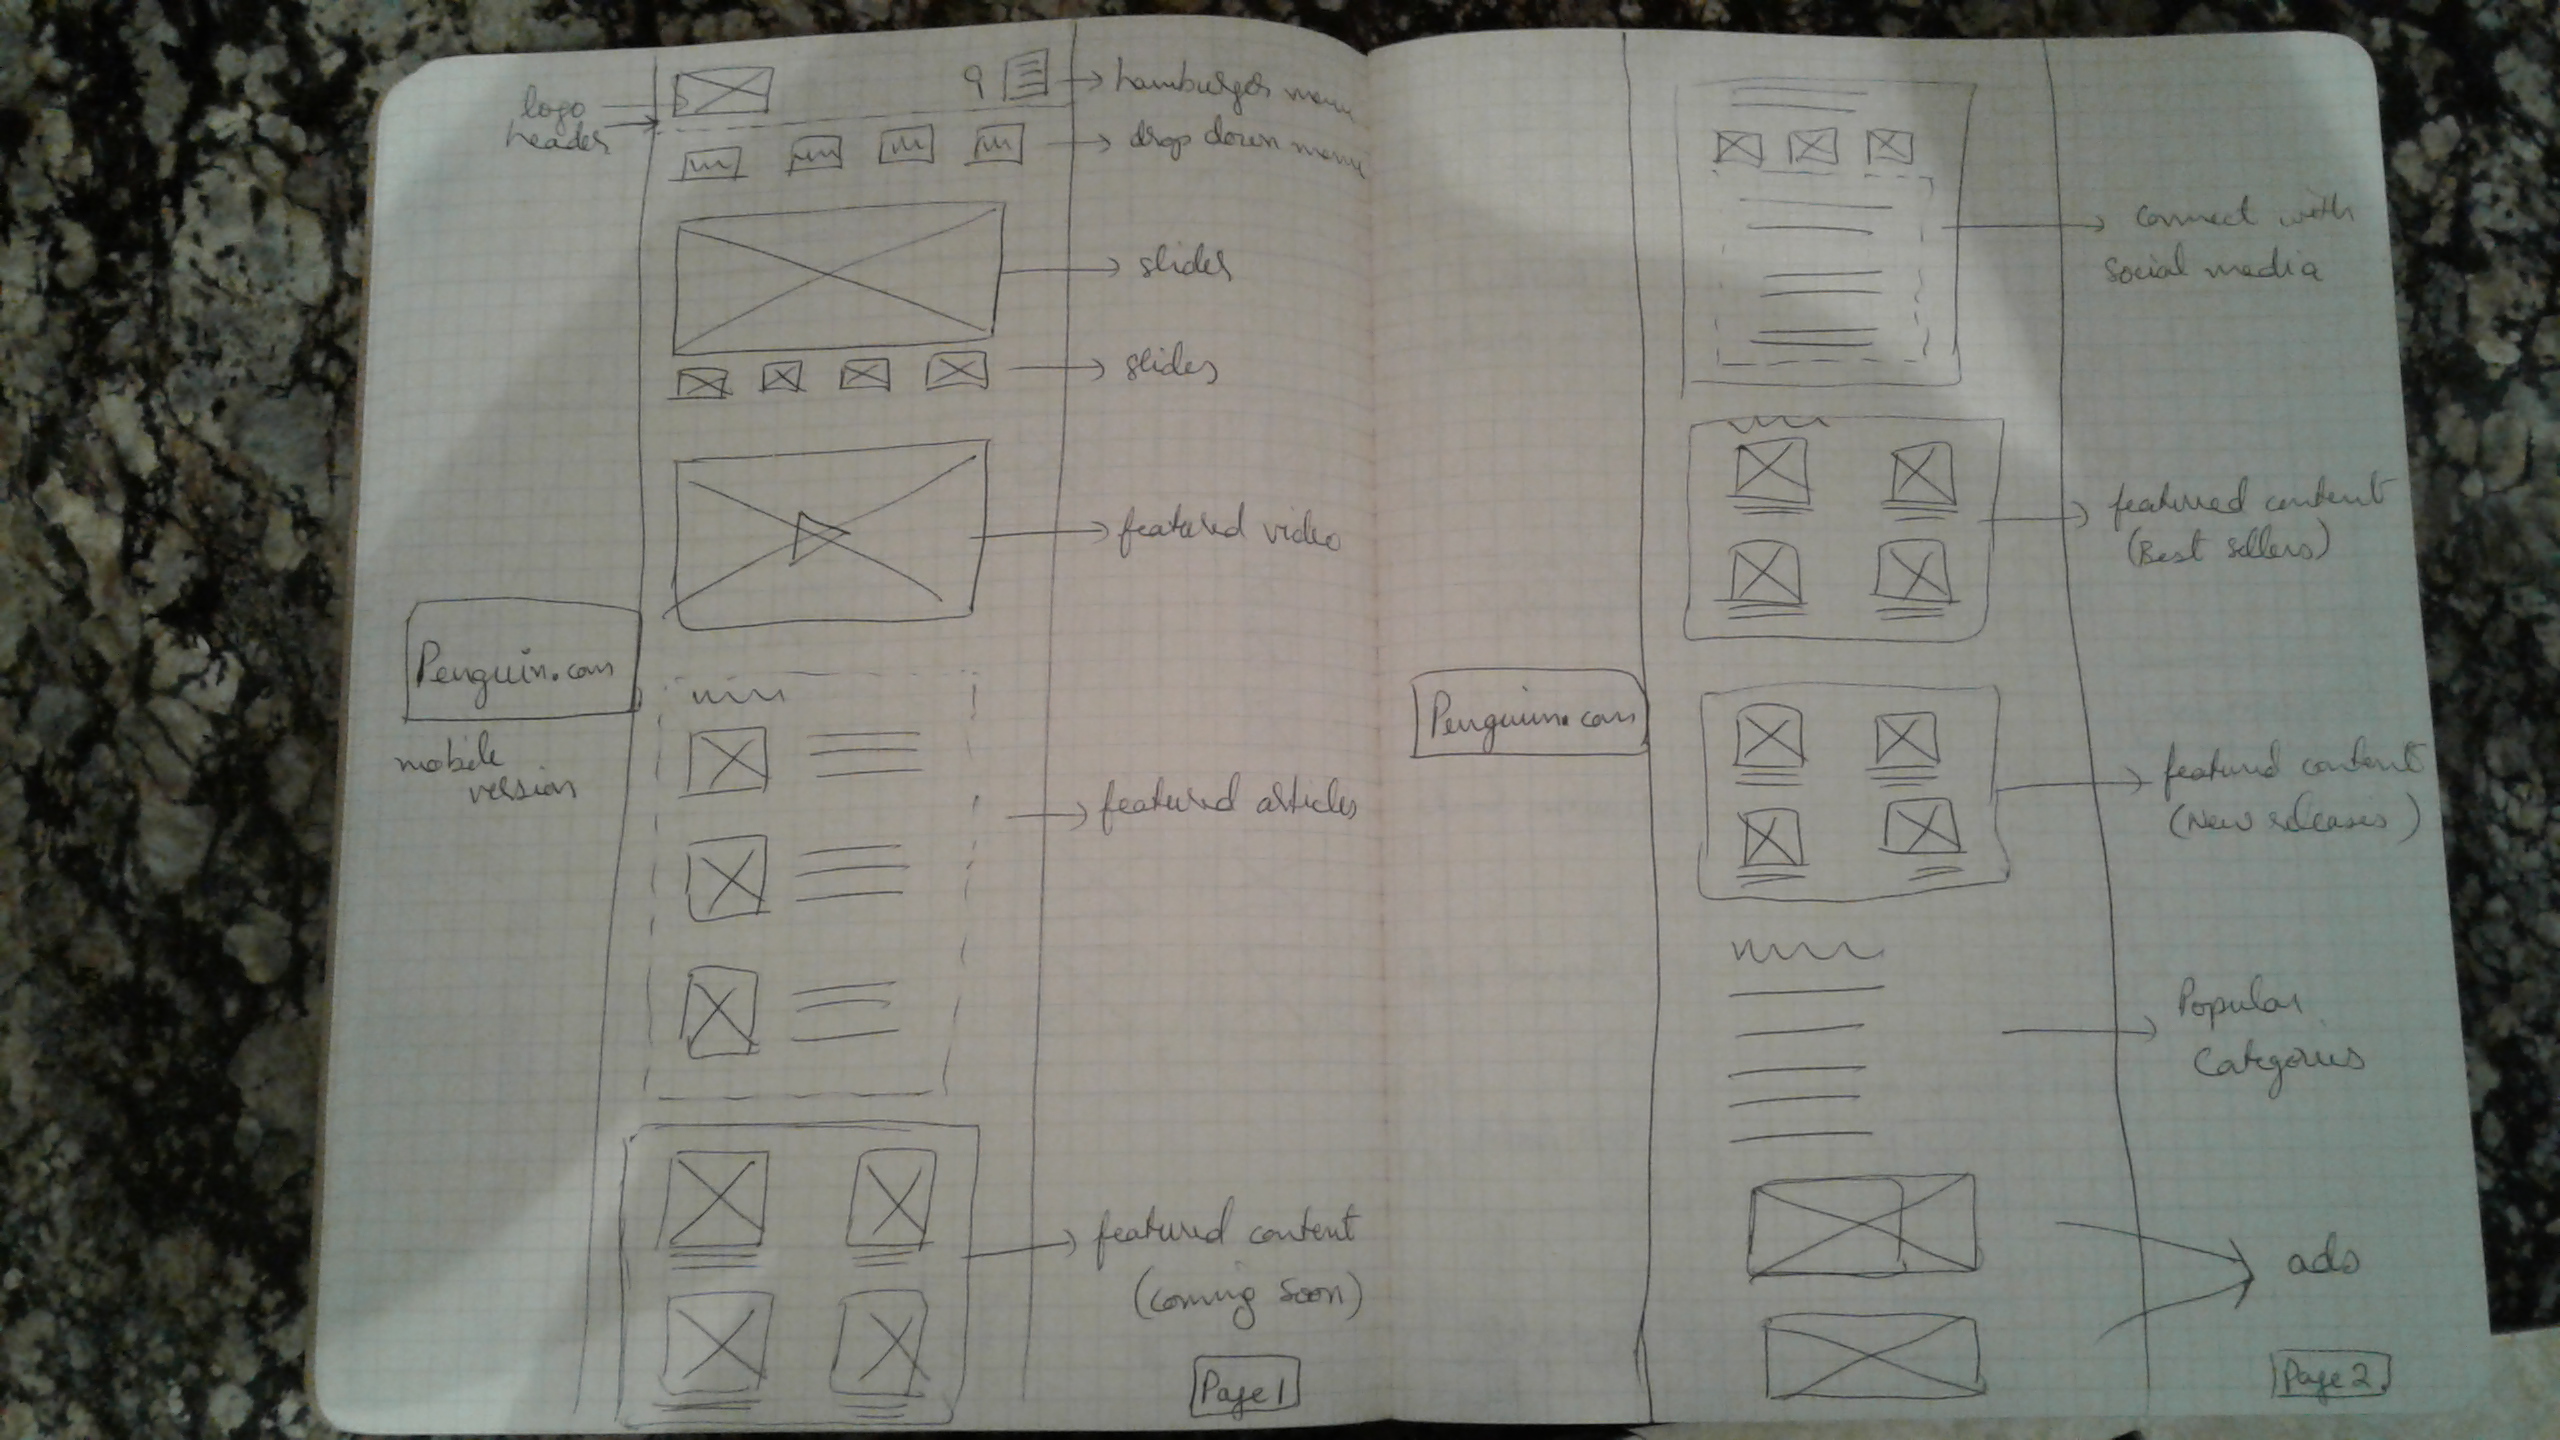 logo
header
hamburger menu
drop down menu
slider
slides
Penguin.com
mobile
version
featured video
featured articles
featured content
(coming soon)
Page 1
connect with
social media
featured content
(Best sellers)
Penguin.com
featured content
(New releases)
Popular
Categories
ads
Page 2